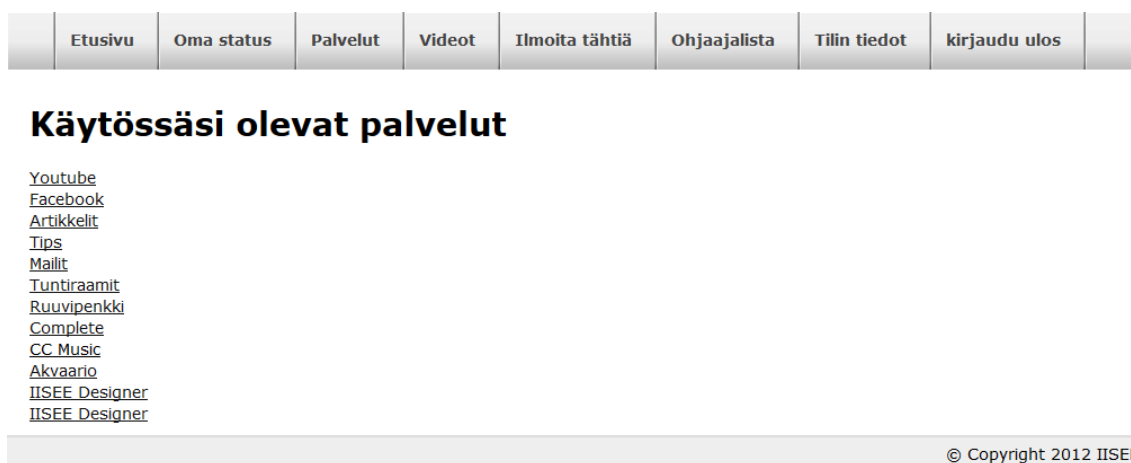 Etusivu Oma status Palvelut Videot Ilmoita tähtiä Ohjaajalista Tilin tiedot kirjaudu ulos
Käytössäsi olevat palvelut
Youtube
Facebook
Artikkelit
Tips
Mailit
Tuntiraamit
Ruuvipenkki
Complete
CC Music
Akvaario
IISEE Designer
IISEE Designer
© Copyright 2012